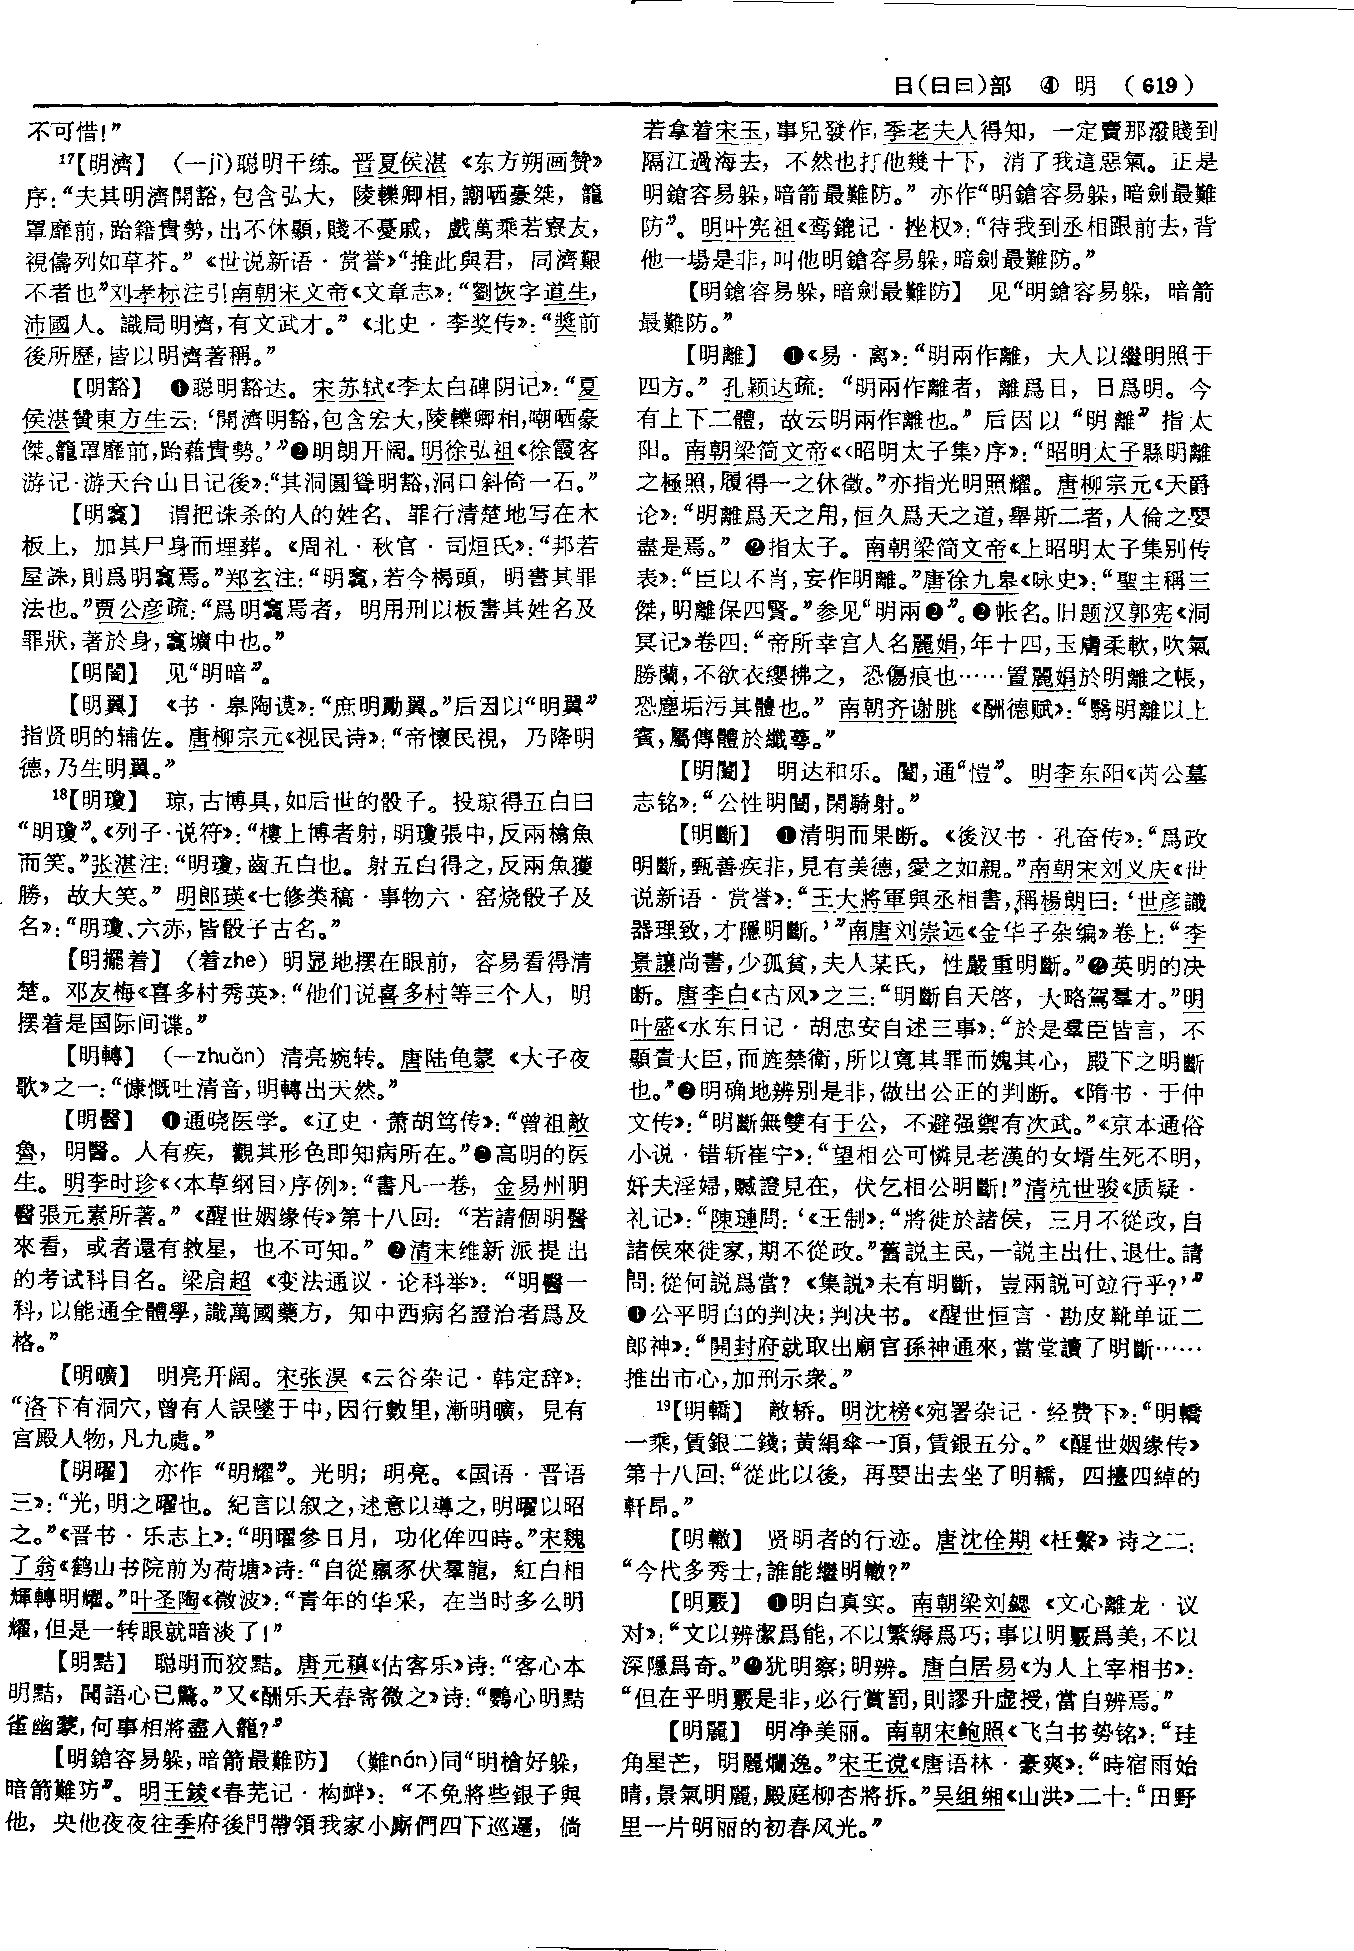 日(日曰)部　④　明　(619)
不可惜！”
17【明濟】　(—jì)聪明干练。晋夏侯湛《东方朔画赞》
序：“夫其明濟開豁，包含弘大，陵轢卿相，謿哂豪桀，籠
罩靡前，跆籍貴勢，出不休顯，賤不憂戚，戲萬乘若寮友，
視儔列如草芥。”《世说新语·赏誉》“推此與君，同濟艱
不者也”刘孝标注引南朝宋文帝《文章志》：“劉恢字道生，
沛國人。識局明濟，有文武才。”《北史·李奖传》：“獎前
後所歷，皆以明濟著稱。”
【明豁】　❶聪明豁达。宋苏轼《李太白碑阴记》：“夏
侯湛贊東方生云：‘開濟明豁，包含宏大，陵轢卿相，嘲哂豪
傑。籠罩靡前，跆藉貴勢。’”❷明朗开阔。明徐弘祖《徐霞客
游记·游天台山日记後》：“其洞圓聳明豁，洞口斜倚一石。”
【明竁】　谓把诛杀的人的姓名、罪行清楚地写在木
板上，加其尸身而埋葬。《周礼·秋官·司烜氏》：“邦若
屋誅，則爲明竁焉。”郑玄注：“明竁，若今楬頭，明書其罪
法也。”贾公彦疏：“爲明竁焉者，明用刑以板書其姓名及
罪狀，著於身，竁壙中也。”
【明闇】　见“明暗”。
【明翼】　《书·皋陶谟》：“庶明勵翼。”后因以“明翼”
指贤明的辅佐。唐柳宗元《视民诗》：“帝懷民視，乃降明
德，乃生明翼。”
18【明瓊】　琼，古博具，如后世的骰子。投琼得五白曰
“明瓊”。《列子·说符》：“樓上博者射，明瓊張中，反兩㯓魚
而笑。”张湛注：“明瓊，齒五白也。射五白得之，反兩魚獲
勝，故大笑。”明郎瑛《七修类稿·事物六·窑烧骰子及
名》：“明瓊、六赤，皆骰子古名。”
【明擺着】　(着zhe)明显地摆在眼前，容易看得清
楚。邓友梅《喜多村秀英》：“他们说喜多村等三个人，明
摆着是国际间谍。”
【明轉】　(—zhuǎn)清亮婉转。唐陆龟蒙《大子夜
歌》之一：“慷慨吐清音，明轉出天然。”
【明醫】　❶通晓医学。《辽史·萧胡笃传》：“曾祖敵
魯，明醫。人有疾，觀其形色即知病所在。”❷高明的医
生。明李时珍《〈本草纲目〉序例》：“書凡一卷，金易州明
醫張元素所著。”《醒世姻缘传》第十八回：“若請個明醫
來看，或者還有救星，也不可知。”❸清末维新派提出
的考试科目名。梁启超《变法通议·论科举》：“明醫一
科，以能通全體學，識萬國藥方，知中西病名證治者爲及
格。”
【明曠】　明亮开阔。宋张淏《云谷杂记·韩定辞》：
“洛下有洞穴，曾有人誤墜于中，因行數里，漸明曠，見有
宫殿人物，凡九處。”
【明曜】　亦作“明耀”。光明；明亮。《国语·晋语
三》：“光，明之曜也。紀言以叙之，述意以導之，明曜以昭
之。”《晋书·乐志上》：“明曜參日月，功化侔四時。”宋魏
了翁《鹤山书院前为荷塘》诗：“自從羸豕伏羣龍，紅白相
輝轉明耀。”叶圣陶《微波》：“青年的华采，在当时多么明
耀，但是一转眼就暗淡了！”
【明黠】　聪明而狡黠。唐元稹《估客乐》诗：“客心本
明黠，聞語心已驚。”又《酬乐天春寄微之》诗：“鸚心明黠
雀幽蒙，何事相將盡入籠？”
【明鎗容易躲，暗箭最難防】　(難nán)同“明槍好躲，
暗箭難防”。明王錂《春芜记·构衅》：“不免將些銀子與
他，央他夜夜往季府後門帶領我家小廝們四下巡邏，倘
若拿着宋玉，事兒發作，季老夫人得知，一定賣那潑賤到
隔江過海去，不然也打他幾十下，消了我這惡氣。正是
明鎗容易躲，暗箭最難防。”亦作“明鎗容易躲，暗劍最難
防”。明叶宪祖《鸾鎞记·挫权》：“待我到丞相跟前去，背
他一場是非，叫他明鎗容易躲，暗劍最難防。”
【明鎗容易躲，暗劍最難防】　见“明鎗容易躲，暗箭
最難防。”
【明離】　❶《易·离》：“明兩作離，大人以繼明照于
四方。”孔颖达疏：“明兩作離者，離爲日，日爲明。今
有上下二體，故云明兩作離也。”后因以“明離”指太
阳。南朝梁简文帝《〈昭明太子集〉序》：“昭明太子縣明離
之極照，履得一之休徵。”亦指光明照耀。唐柳宗元《天爵
论》：“明離爲天之用，恒久爲天之道，舉斯二者，人倫之要
盡是焉。”❷指太子。南朝梁简文帝《上昭明太子集别传
表》：“臣以不肖，妄作明離。”唐徐九皋《咏史》：“聖主稱三
傑，明離保四賢。”参见“明兩❷”。❸帐名。旧题汉郭宪《洞
冥记》卷四：“帝所幸宫人名麗娟，年十四，玉膚柔軟，吹氣
勝蘭，不欲衣缨拂之，恐傷痕也……置麗娟於明離之帳，
恐塵垢污其體也。”南朝齐谢朓《酬德赋》：“翳明離以上
賓，屬傳體於纖萼。”
【明闓】　明达和乐。闓，通“恺”。明李东阳《芮公墓
志铭》：“公性明闓，閑騎射。”
【明斷】　❶清明而果断。《後汉书·孔奋传》：“爲政
明斷，甄善疾非，見有美德，愛之如親。”南朝宋刘义庆《世
说新语·赏誉》：“王大將軍與丞相書，稱楊朗曰：‘世彦識
器理致，才隱明斷。’”南唐刘崇远《金华子杂编》卷上：“李
景讓尚書，少孤貧，夫人某氏，性嚴重明斷。”❷英明的决
断。唐李白《古风》之三：“明斷自天啓，大略駕羣才。”明
叶盛《水东日记·胡忠安自述三事》：“於是羣臣皆言，不
顯責大臣，而旌禁衛，所以寬其罪而媿其心，殿下之明斷
也。”❸明确地辨别是非，做出公正的判断。《隋书·于仲
文传》：“明斷無雙有于公，不避强禦有次武。”《京本通俗
小说·错斩崔宁》：“望相公可憐見老漢的女壻生死不明，
奸夫淫婦，贓證見在，伏乞相公明斷！”清杭世骏《质疑·
礼记》：“陳璉問：‘《王制》：“將徙於諸侯，三月不從政，自
諸侯來徙家，期不從政。”舊説主民，一説主出仕、退仕。請
問：從何説爲當？《集説》未有明斷，豈兩説可竝行乎？’”
❹公平明白的判决；判决书。《醒世恒言·勘皮靴单证二
郎神》：“開封府就取出廟官孫神通來，當堂讀了明斷……
推出市心，加刑示衆。”
19【明轎】　敞轿。明沈榜《宛署杂记·经费下》：“明轎
一乘，賃銀二錢；黄絹傘一頂，賃銀五分。”《醒世姻缘传》
第十八回：“從此以後，再要出去坐了明轎，四擡四綽的
軒昂。”
【明轍】　贤明者的行迹。唐沈佺期《枉繫》诗之二：
“今代多秀士，誰能繼明轍？”
【明覈】　❶明白真实。南朝梁刘勰《文心雕龙·议
对》：“文以辨潔爲能，不以繁縟爲巧；事以明覈爲美，不以
深隱爲奇。”❷犹明察；明辨。唐白居易《为人上宰相书》：
“但在乎明覈是非，必行賞罰，則謬升虚授，當自辨焉。”
【明麗】　明净美丽。南朝宋鲍照《飞白书势铭》：“珪
角星芒，明麗爛逸。”宋王谠《唐语林·豪爽》：“時宿雨始
晴，景氣明麗，殿庭柳杏將拆。”吴组缃《山洪》二十：“田野
里一片明丽的初春风光。”